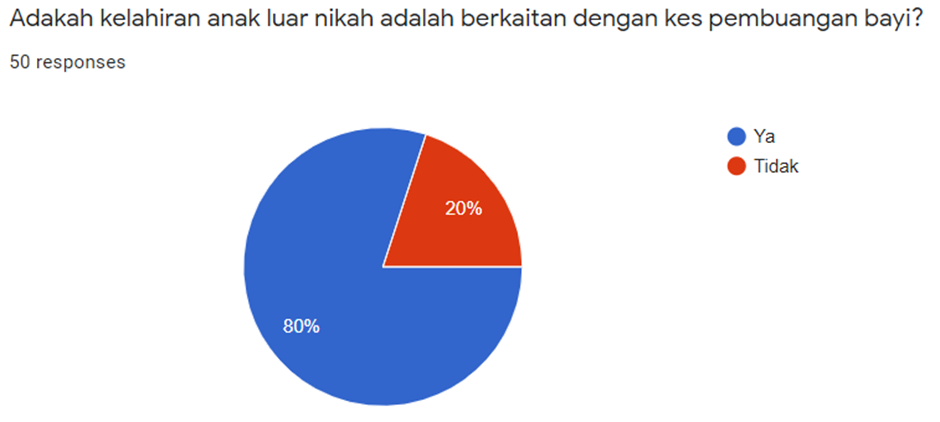 Adakah kelahiran anak luar nikah adalah berkaitan dengan kes pembuangan bayi?
50 responses
Ya
Tidak
20%
80%